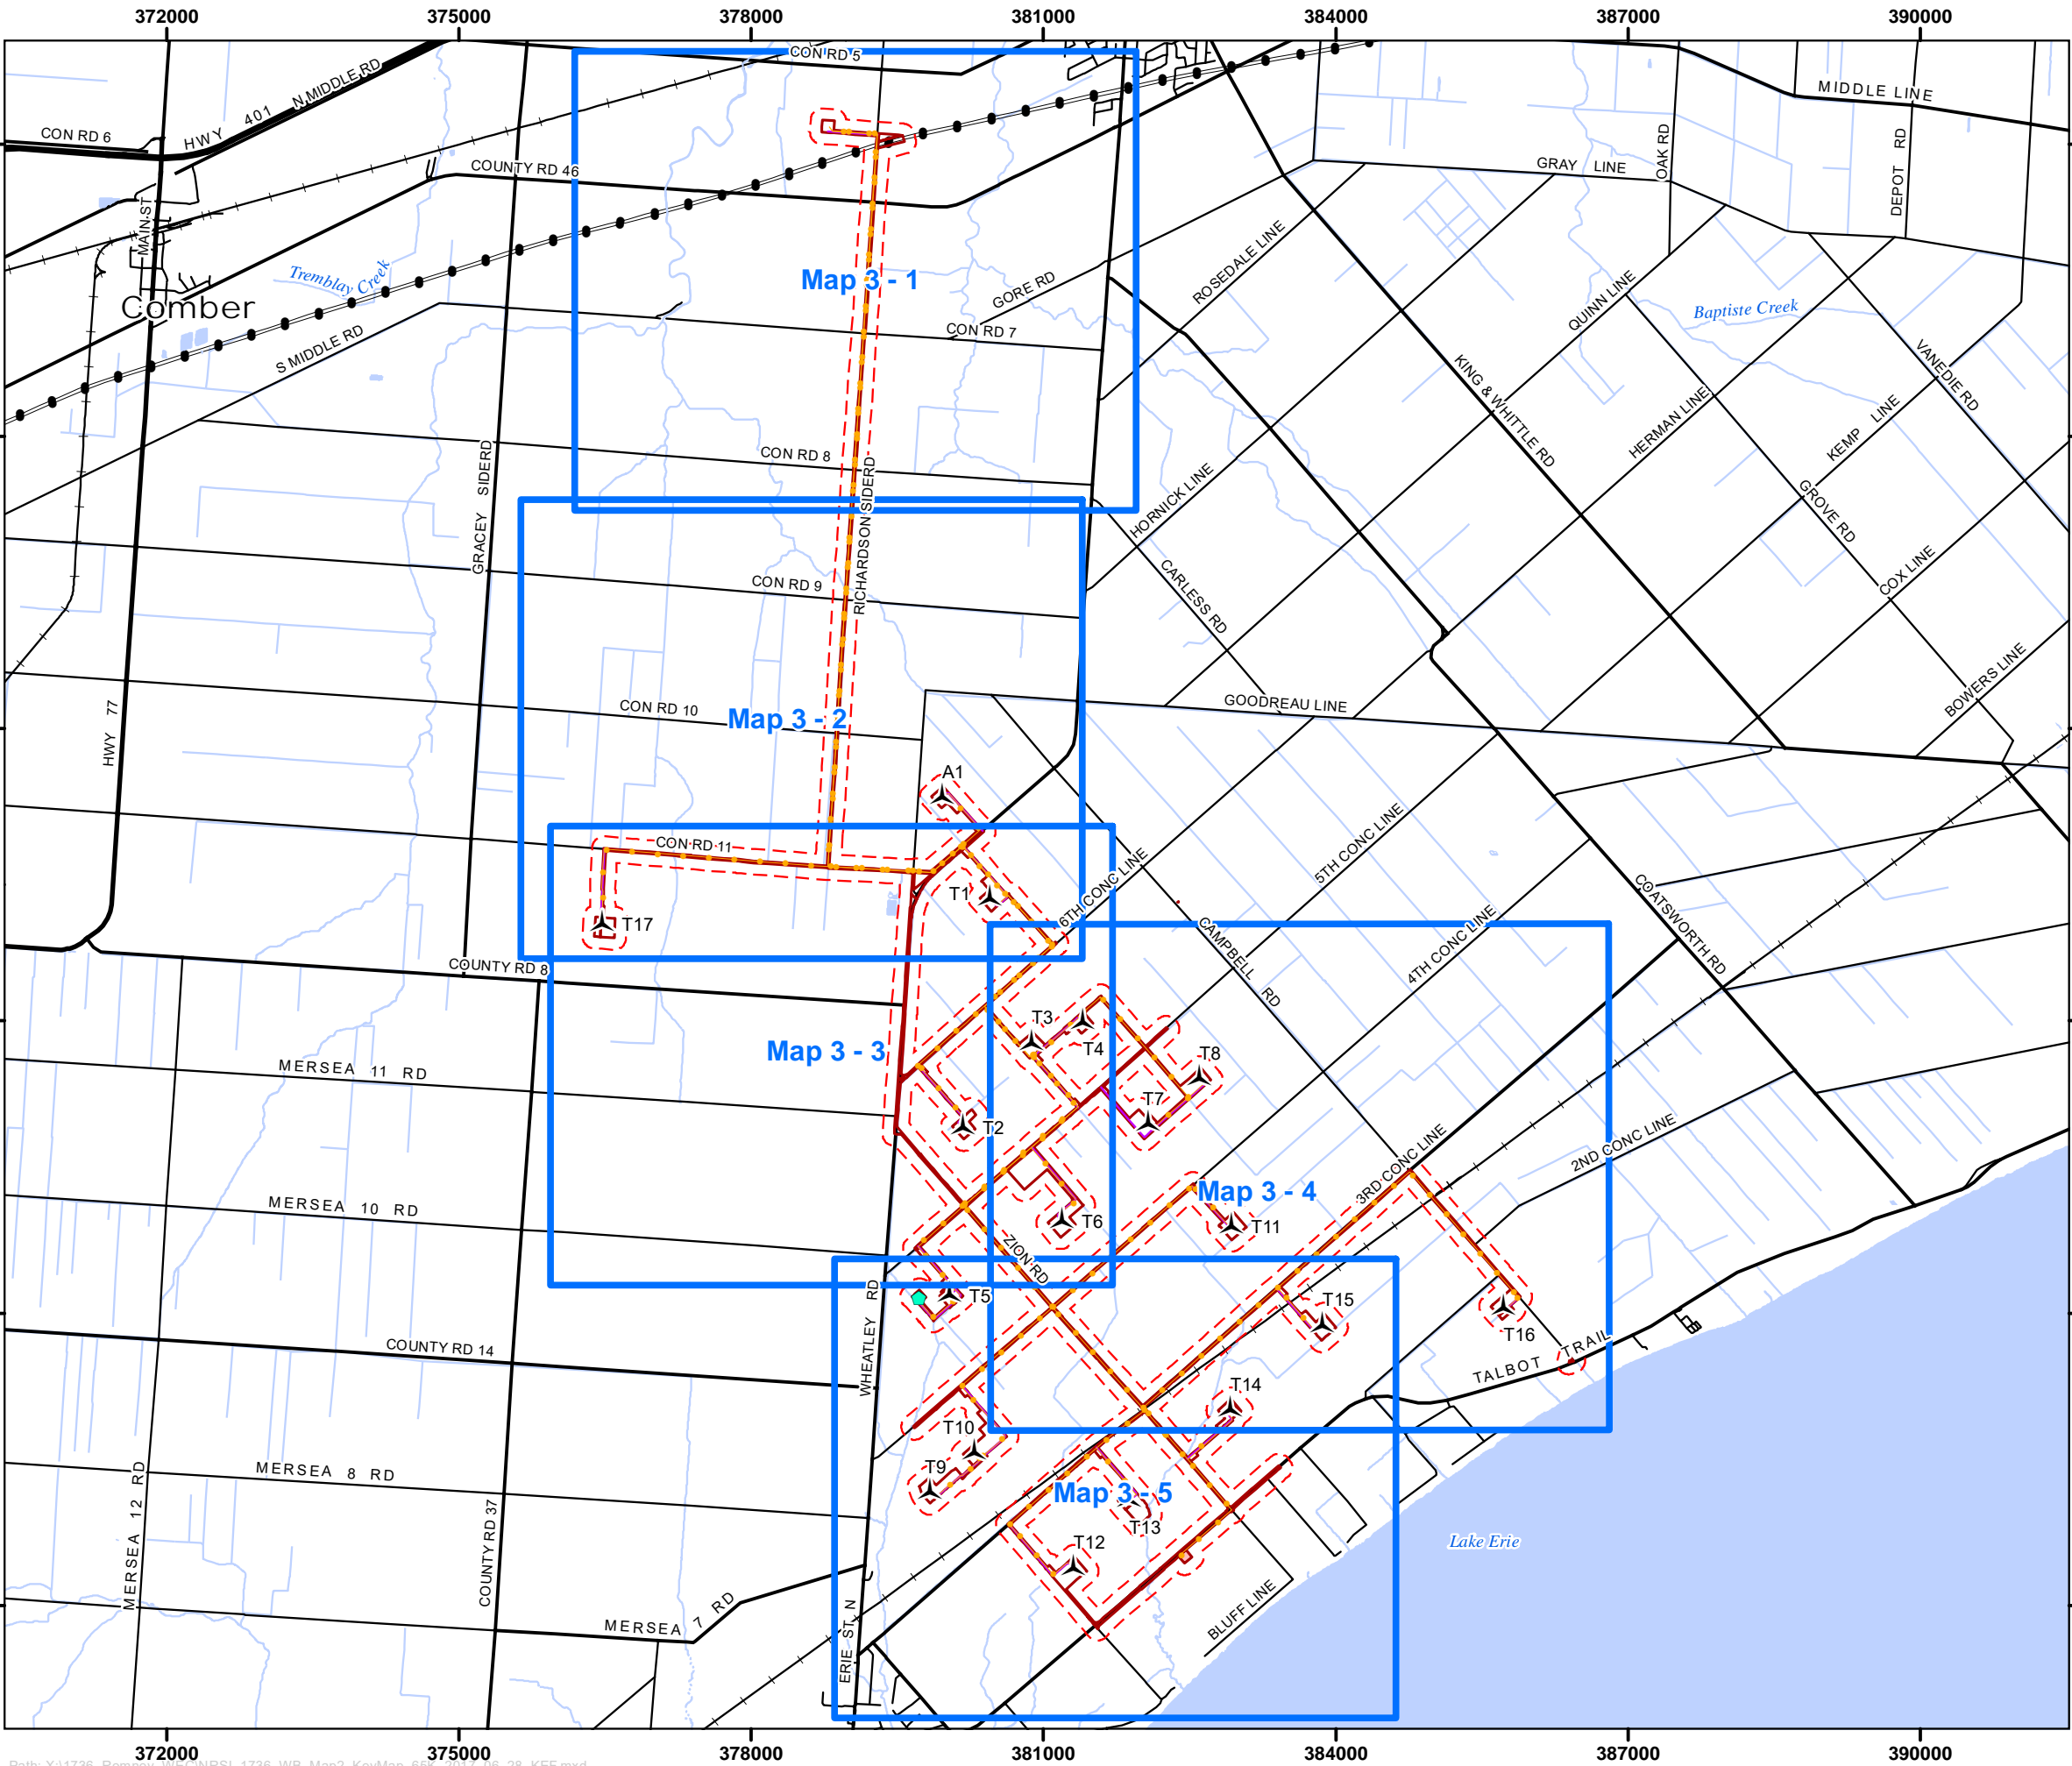 372000 375000 378000 381000 384000 387000 390000
CON RD 5
N MIDDLE RD
HWY 401
CON RD 6
MIDDLE LINE
COUNTY RD 46
GRAY LINE
OAK RD
DEPOT RD
MAIN ST
Tremblay Creek
Comber
Map 3 - 1
GORE RD
ROSEDALE LINE
QUINN LINE
Baptiste Creek
S MIDDLE RD
CON RD 7
KING & WHITTLE RD
VANEDIE RD
HERMAN LINE
KEMP LINE
GRACEY SIDERD
CON RD 8
RICHARDSON SIDERD
HORNICK LINE
GROVE RD
CON RD 9
CARLESS RD
COX LINE
HWY 77
CON RD 10
Map 3 - 2
GOODREAU LINE
BOWERS LINE
A1
CON RD 11
T1
6TH CONC LINE
5TH CONC LINE
COATSWORTH RD
T17
CAMPBELL RD
4TH CONC LINE
COUNTY RD 8
T3
T4
Map 3 - 3
T8
MERSEA 11 RD
T7
T2
3RD CONC LINE
2ND CONC LINE
MERSEA 10 RD
Map 3 - 4
T6
T11
ZION RD
WHEATLEY RD
T5
T15
T16
COUNTY RD 14
TALBOT TRAIL
T14
T10
T9
MERSEA 8 RD
MERSEA 12 RD
COUNTY RD 37
Map 3 - 5
T13
T12
Lake Erie
MERSEA 7 RD
ERIE ST N
BLUFF LINE
372000 375000 378000 381000 384000 387000 390000